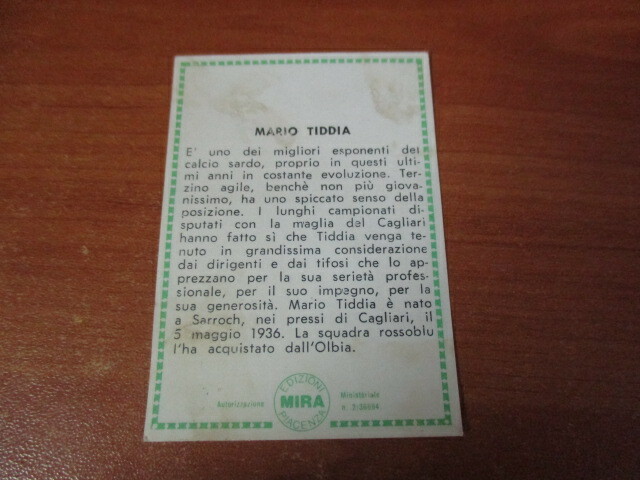 MARIO TIDDIA
E' uno dei migliori esponenti del
calcio sardo, proprio in questi ulti-
mi anni in costante evoluzione. Ter-
zino agile, benchè non più giova-
nissimo, ha uno spiccato senso della
posizione. I lunghi campionati di-
sputati con la maglia del Cagliari
hanno fatto sì che Tiddia venga te-
nuto in grandissima considerazione
dai dirigenti e dai tifosi che lo ap-
prezzano per la sua serietà profes-
sionale, per il suo impegno, per la
sua generosità. Mario Tiddia è nato
a Sarroch, nei pressi di Cagliari, il
5 maggio 1936. La squadra rossoblu
l'ha acquistato dall'Olbia.
Autorizzazione
EDIZIONI
MIRA
PIACENZA
Ministeriale
n.